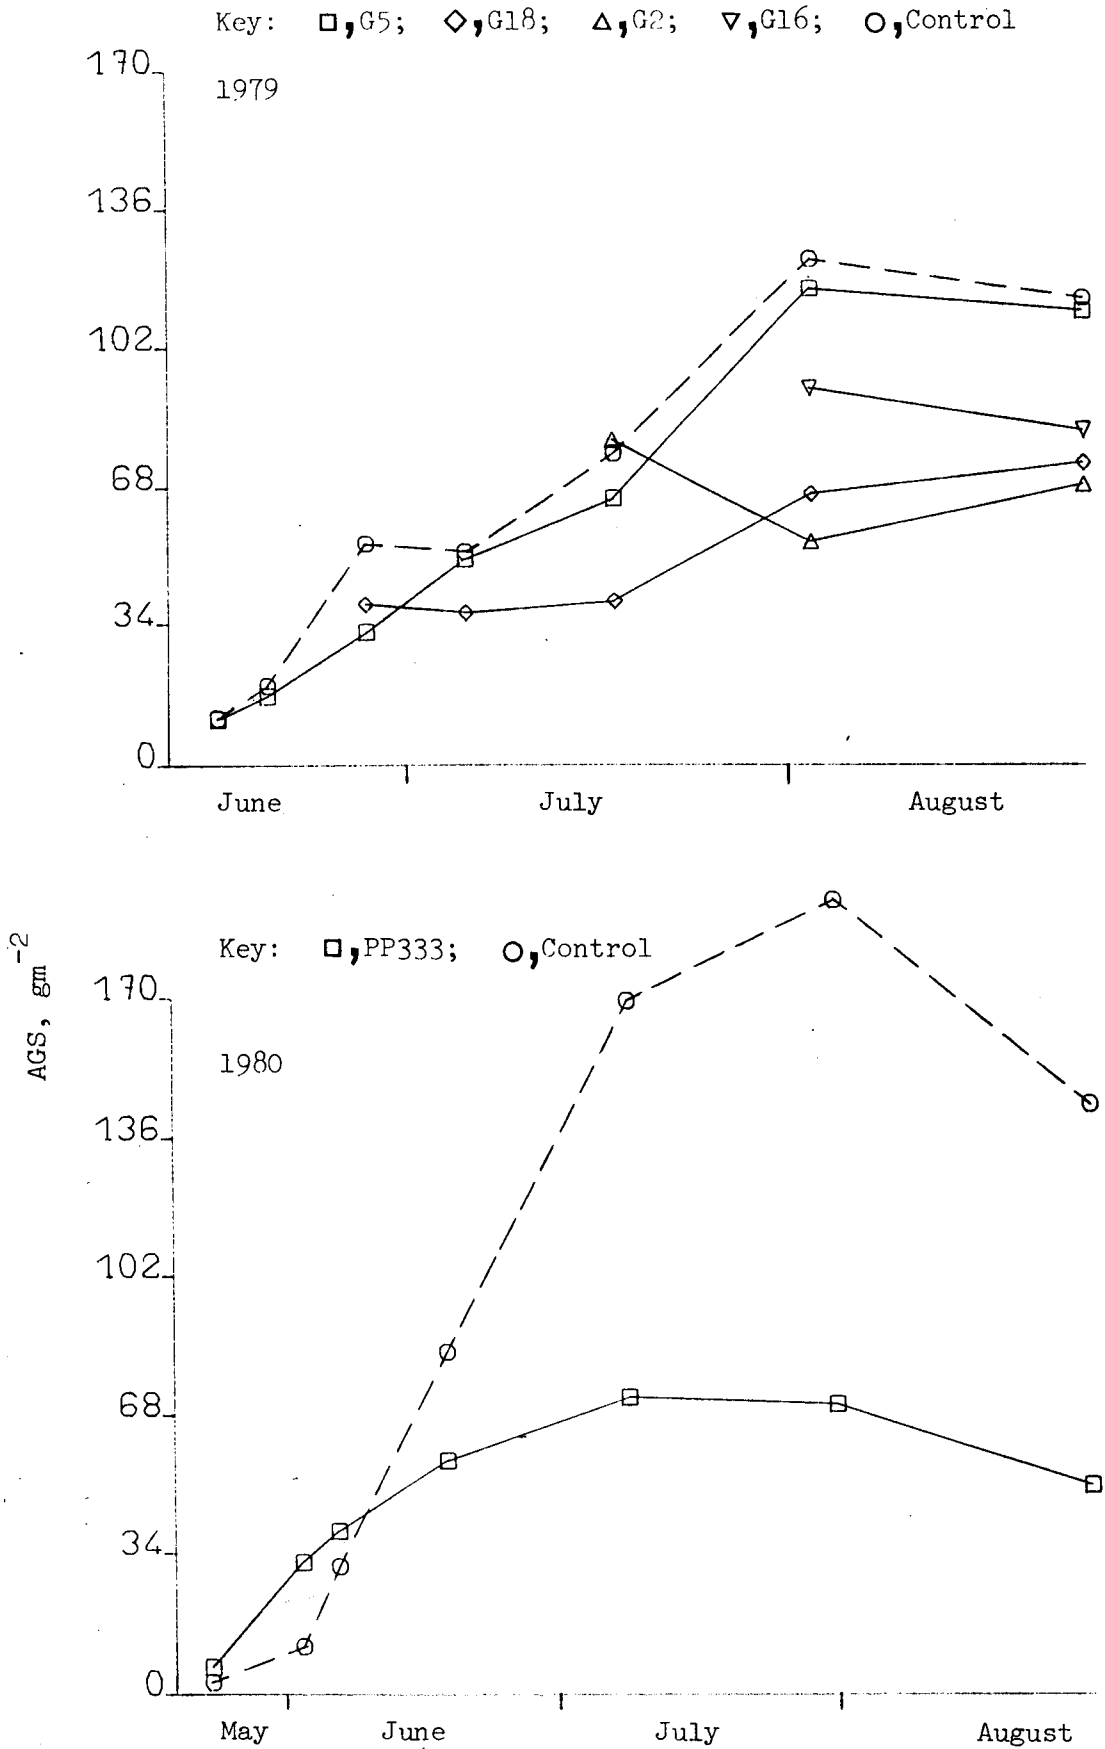 Key: □,G5; ◇,G18; △,G2; ▽,G16; ○,Control
170
1979
136
102
68
34
0
June July August
AGS, gm-2
Key: □,PP333; ○,Control
170
1980
136
102
68
34
0
May June July August